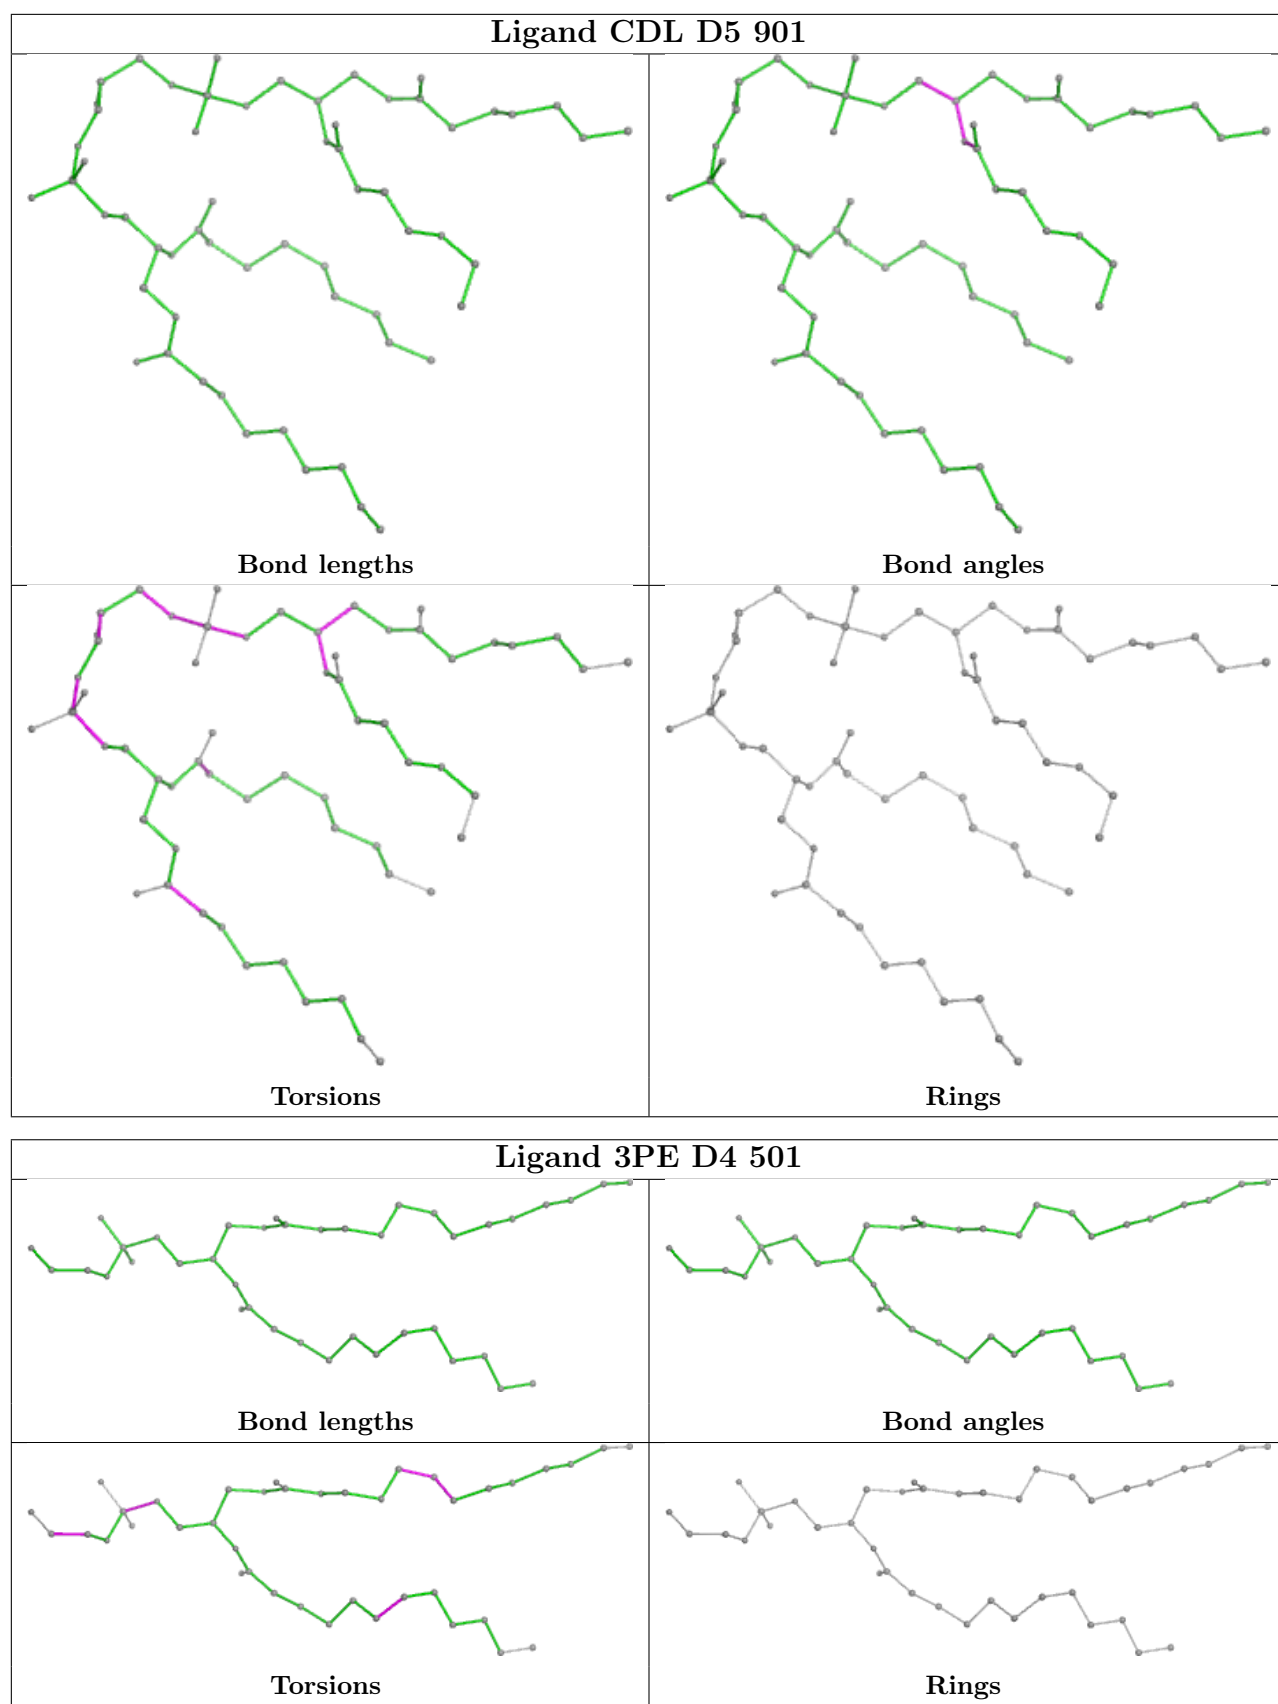 Ligand CDL D5 901
Bond lengths
Bond angles
Torsions
Rings
Ligand 3PE D4 501
Bond lengths
Bond angles
Torsions
Rings